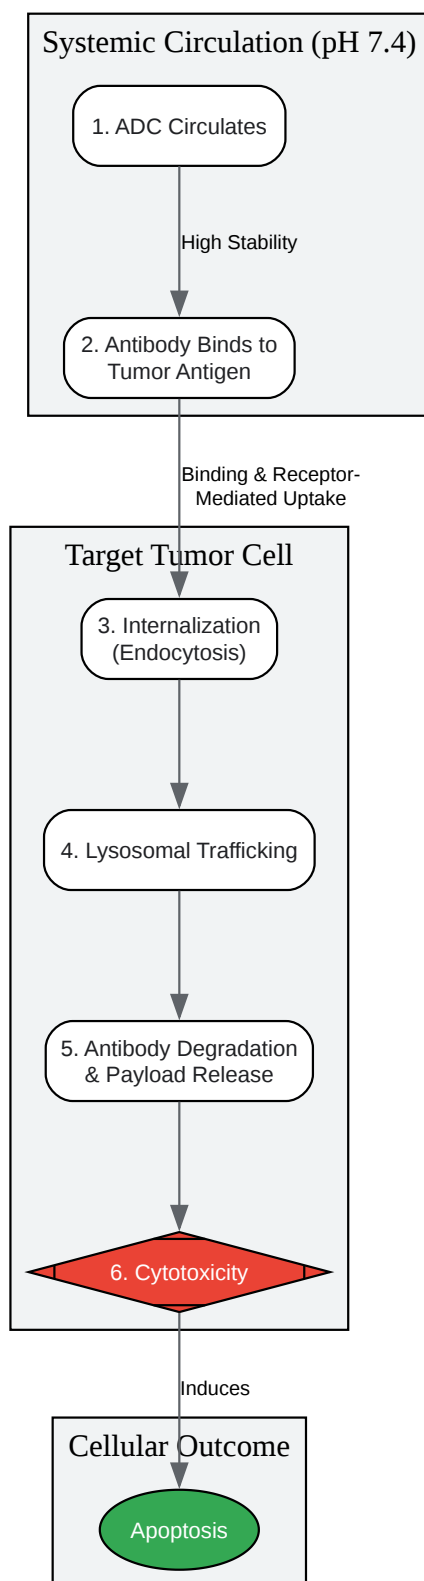 Systemic Circulation (pH 7.4)
1. ADC Circulates
High Stability
2. Antibody Binds to
Tumor Antigen
Binding & Receptor-
Mediated Uptake
Target Tumor Cell
3. Internalization
(Endocytosis)
4. Lysosomal Trafficking
5. Antibody Degradation
& Payload Release
6. Cytotoxicity
Induces
Cellular Outcome
Apoptosis